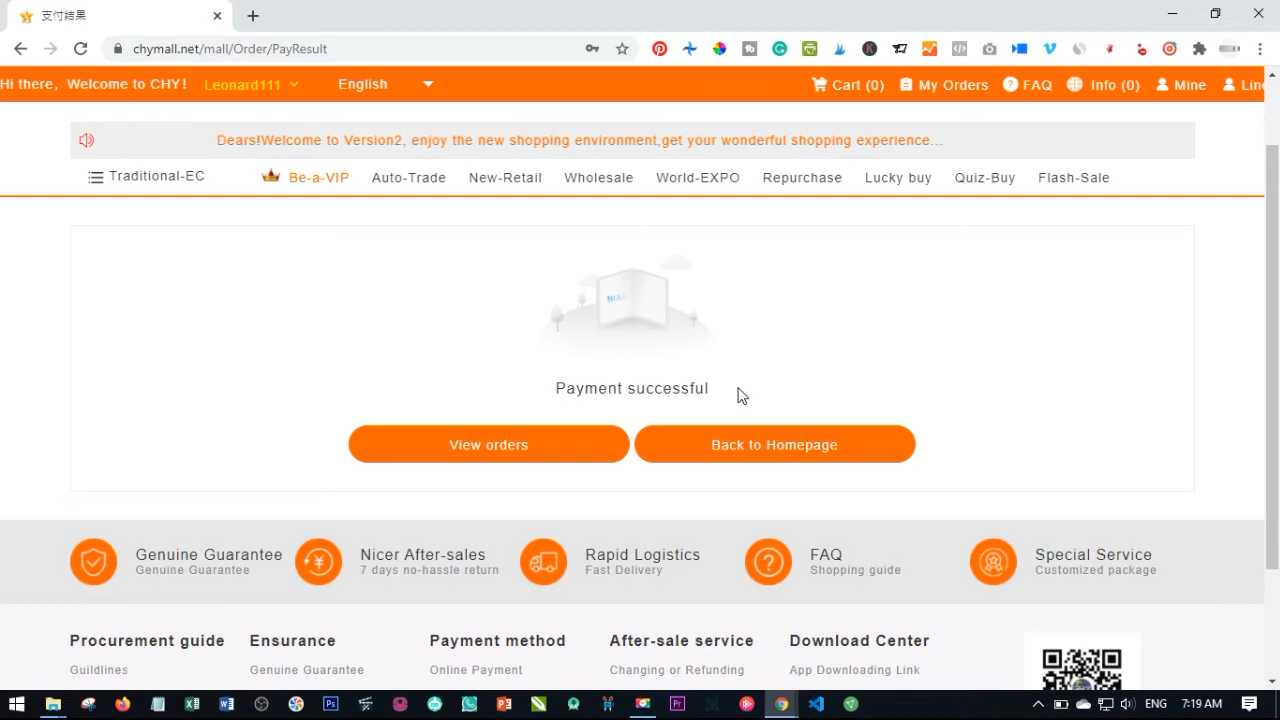 支付结果
chymall.net/mall/Order/PayResult
Hi there, Welcome to CHY! Leonard111 English Cart (0) My Orders FAQ Info (0) Mine Line
Dears!Welcome to Version2, enjoy the new shopping environment,get your wonderful shopping experience...
Traditional-EC Be-a-VIP Auto-Trade New-Retail Wholesale World-EXPO Repurchase Lucky buy Quiz-Buy Flash-Sale
Payment successful
View orders Back to Homepage
Genuine Guarantee Nicer After-sales Rapid Logistics FAQ Special Service
Genuine Guarantee 7 days no-hassle return Fast Delivery Shopping guide Customized package
Procurement guide Ensurance Payment method After-sale service Download Center
Guildlines Genuine Guarantee Online Payment Changing or Refunding App Downloading Link
ENG 7:19 AM